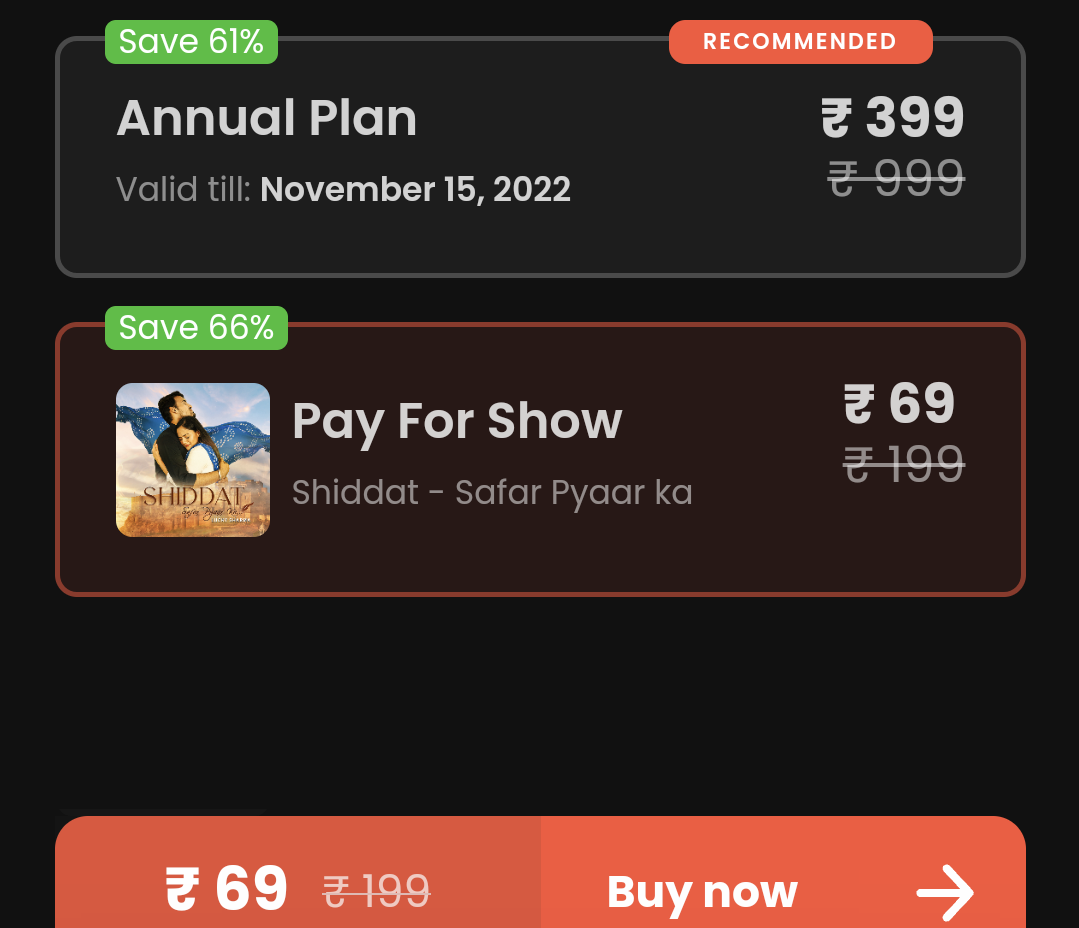 Save 61%
RECOMMENDED
Annual Plan
₹ 399
Valid till: November 15, 2022
₹ 999
Save 66%
Pay For Show
₹ 69
₹ 199
Shiddat - Safar Pyaar ka
SHIDDAT
₹ 69 ₹ 199
Buy now